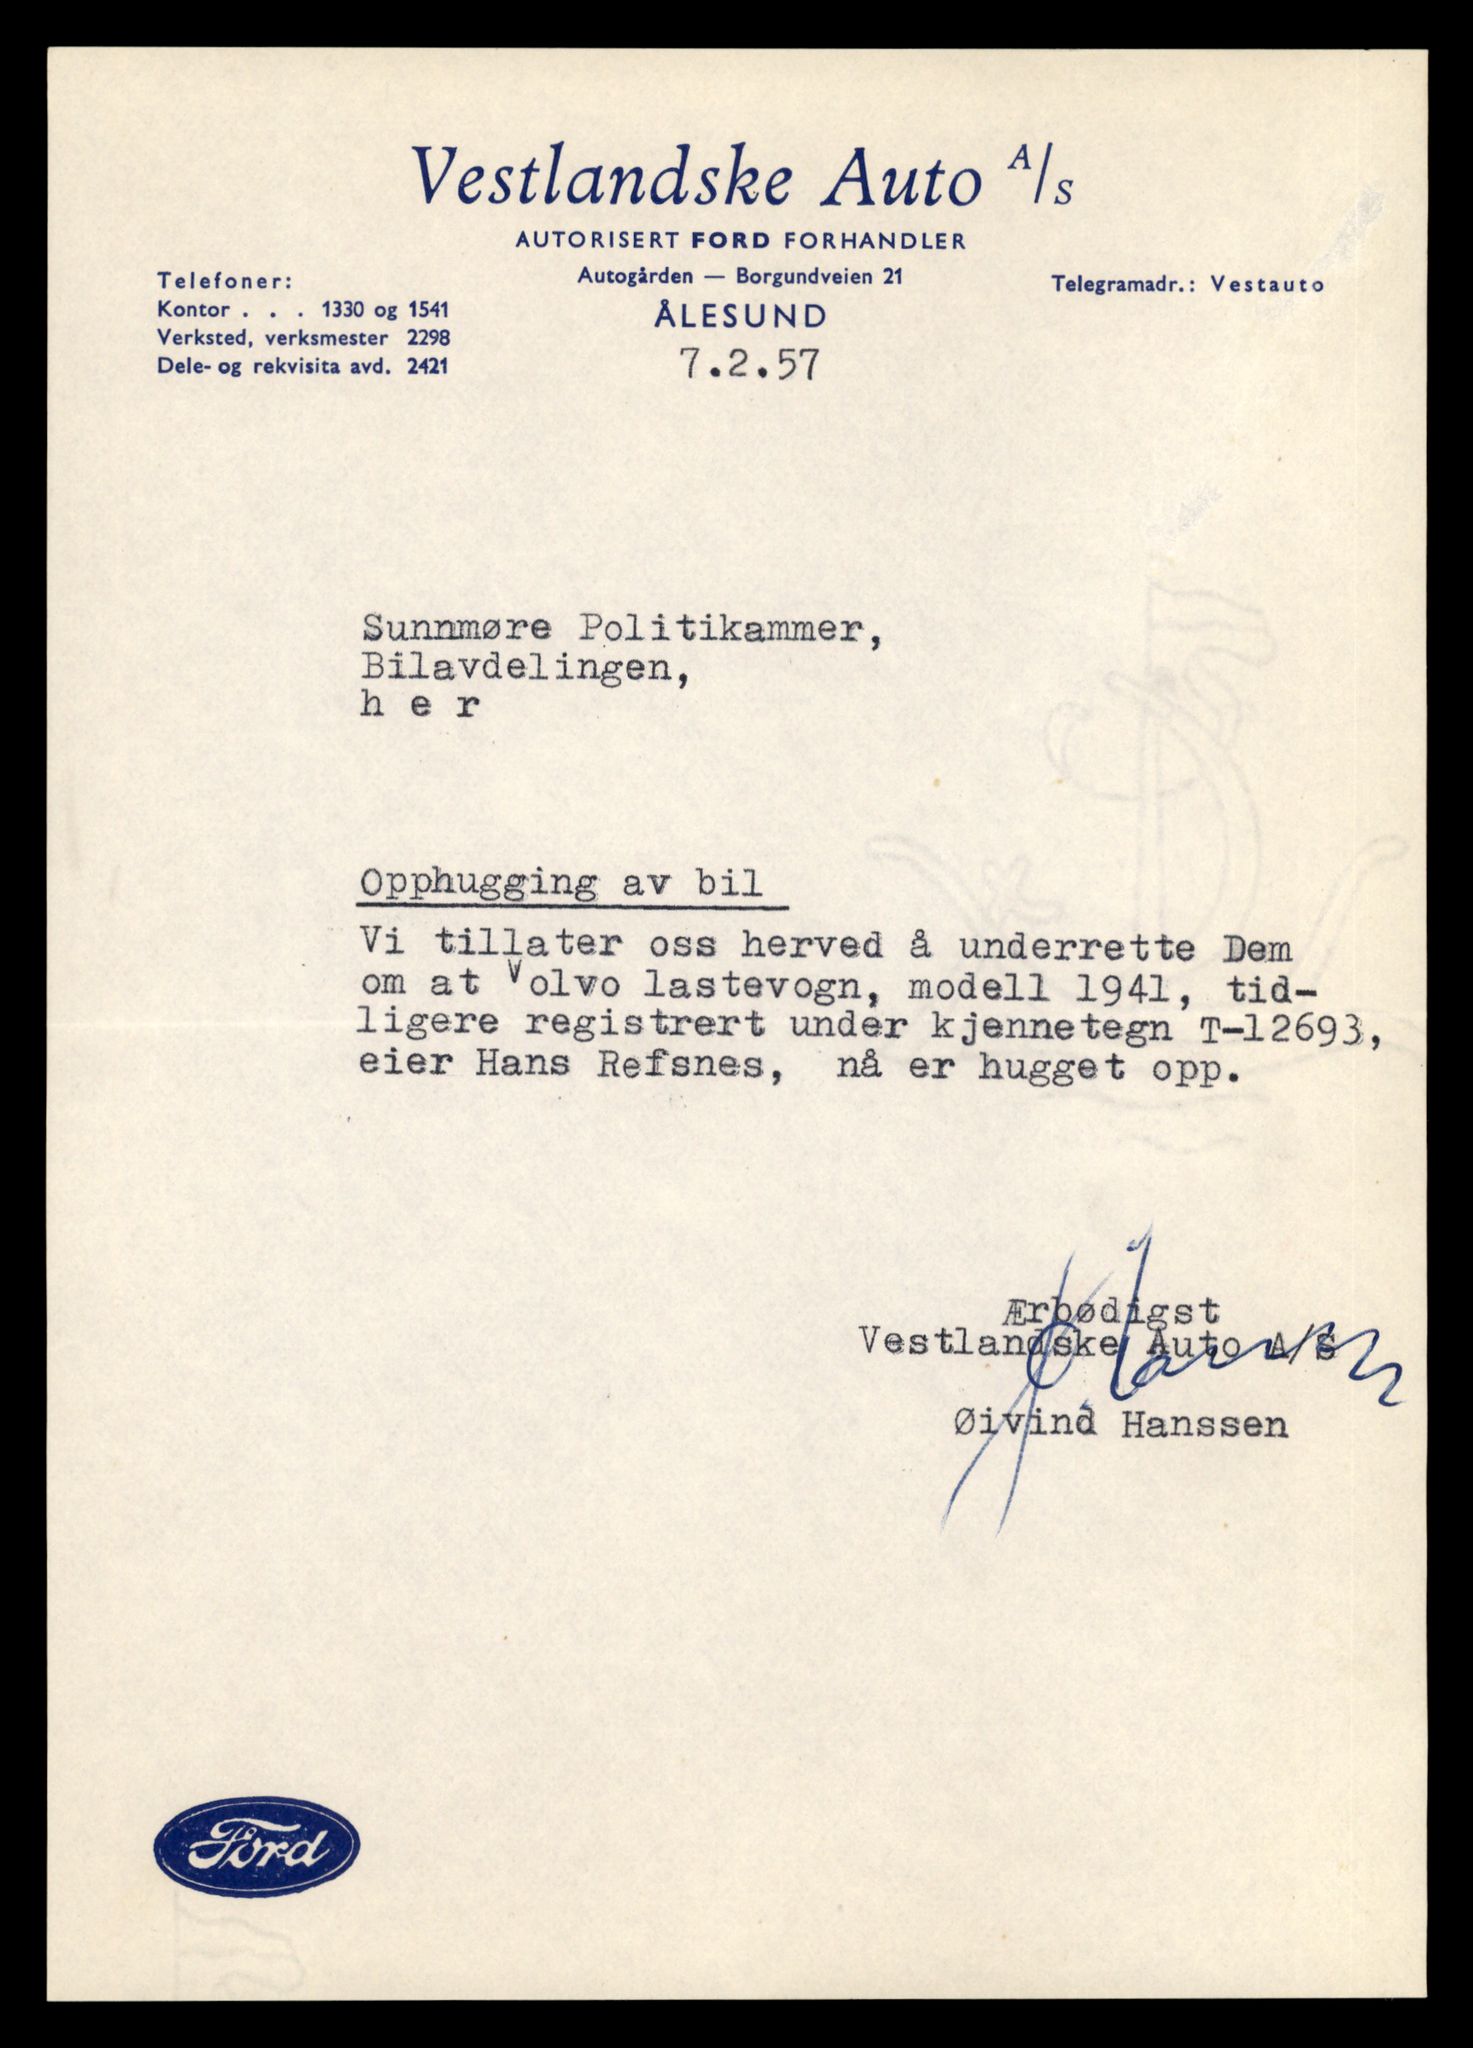 Vestlandske Auto A/S
AUTORISERT FORD FORHANDLER
Autogården — Borgundveien 21
ÅLESUND
7.2.57
Telefoner:
Kontor . . . 1330 og 1541
Verksted, verksmester 2298
Dele- og rekvisita avd. 2421
Telegramadr.: Vestauto
Sunnmøre Politikammer,
Bilavdelingen,
h e r
Opphugging av bil
Vi tillater oss herved å underrette Dem
om at Volvo lastevogn, modell 1941, tid-
ligere registrert under kjennetegn T-12693,
eier Hans Refsnes, nå er hugget opp.
Ærbødigst
Vestlandske Auto A/S
Øivind Hanssen
Ford